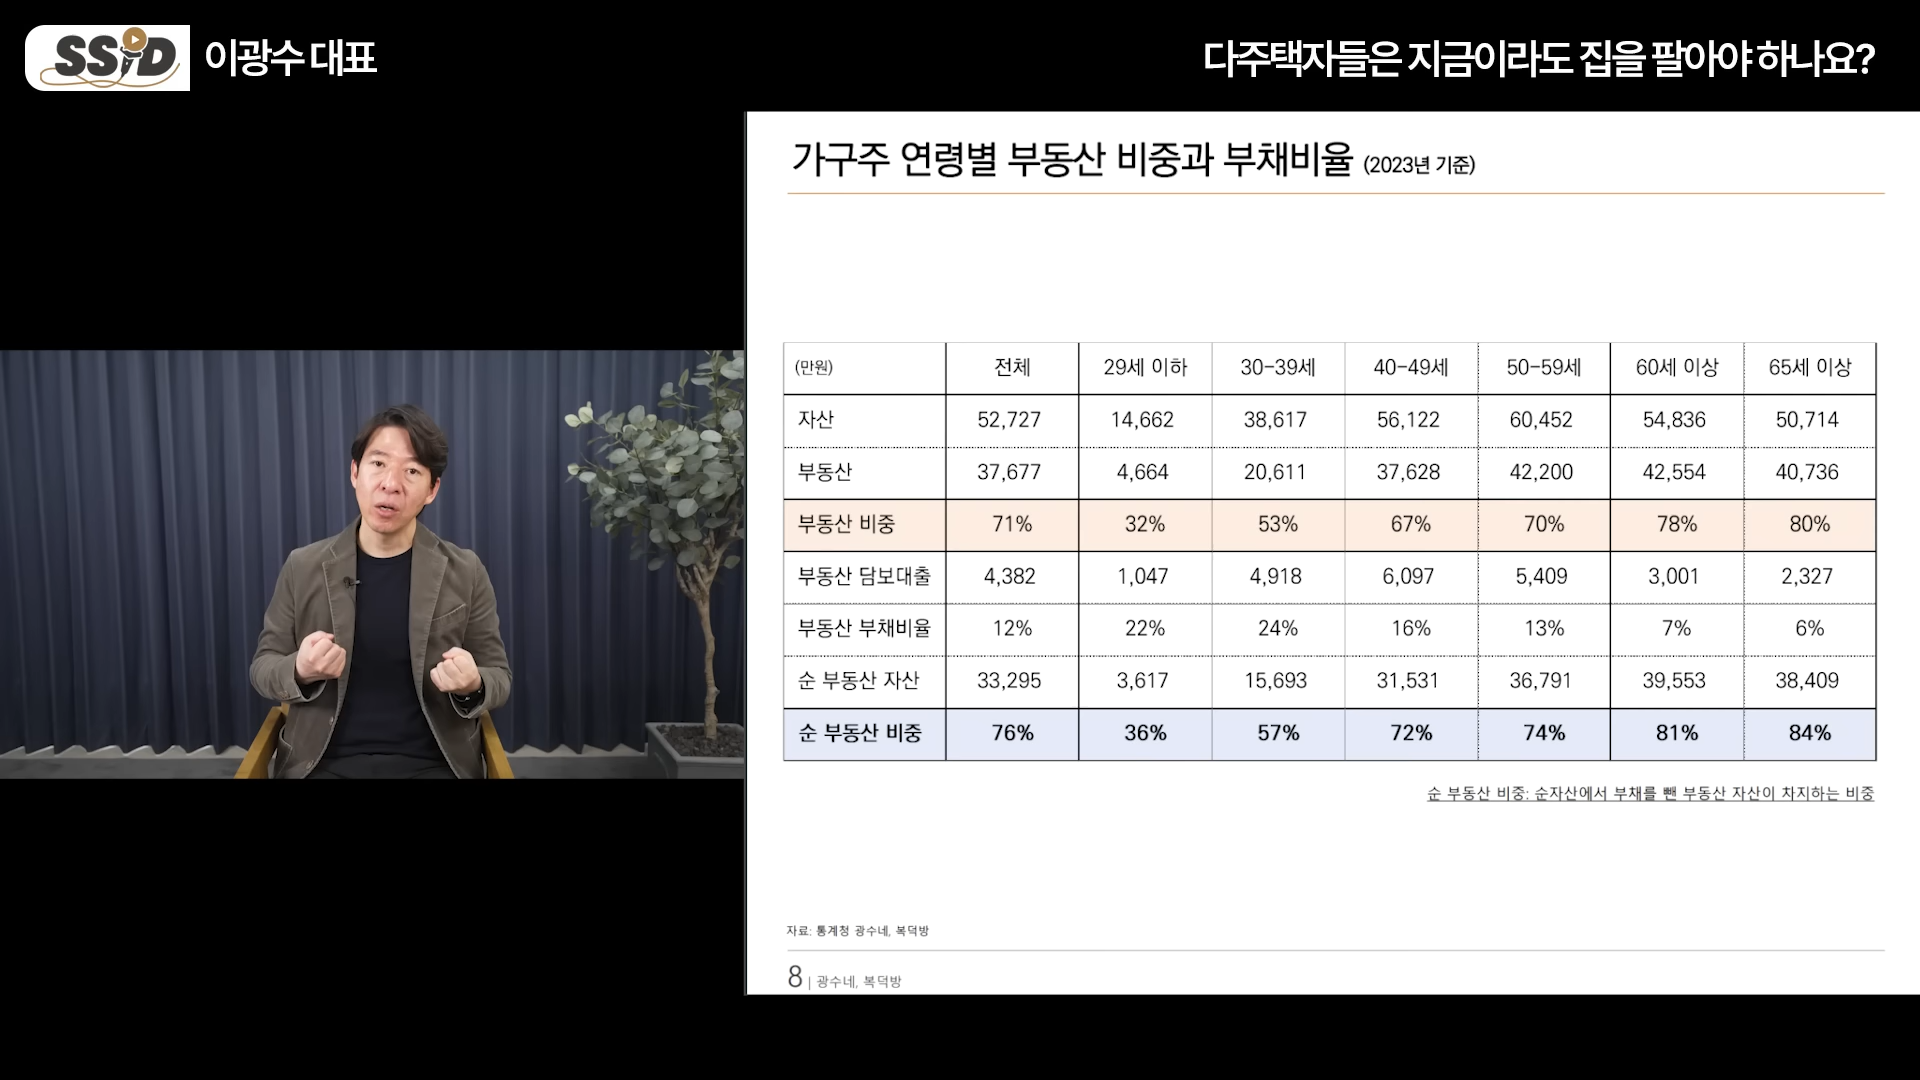 SSiD 이광수 대표
다주택자들은 지금이라도 집을 팔아야 하나요?
가구주 연령별 부동산 비중과 부채비율 (2023년 기준)
(만원) 전체 29세 이하 30-39세 40-49세 50-59세 60세 이상 65세 이상
자산 52,727 14,662 38,617 56,122 60,452 54,836 50,714
부동산 37,677 4,664 20,611 37,628 42,200 42,554 40,736
부동산 비중 71% 32% 53% 67% 70% 78% 80%
부동산 담보대출 4,382 1,047 4,918 6,097 5,409 3,001 2,327
부동산 부채비율 12% 22% 24% 16% 13% 7% 6%
순 부동산 자산 33,295 3,617 15,693 31,531 36,791 39,553 38,409
순 부동산 비중 76% 36% 57% 72% 74% 81% 84%
순 부동산 비중: 순자산에서 부채를 뺀 부동산 자산이 차지하는 비중
자료: 통계청 광수네, 복덕방
8 | 광수네, 복덕방